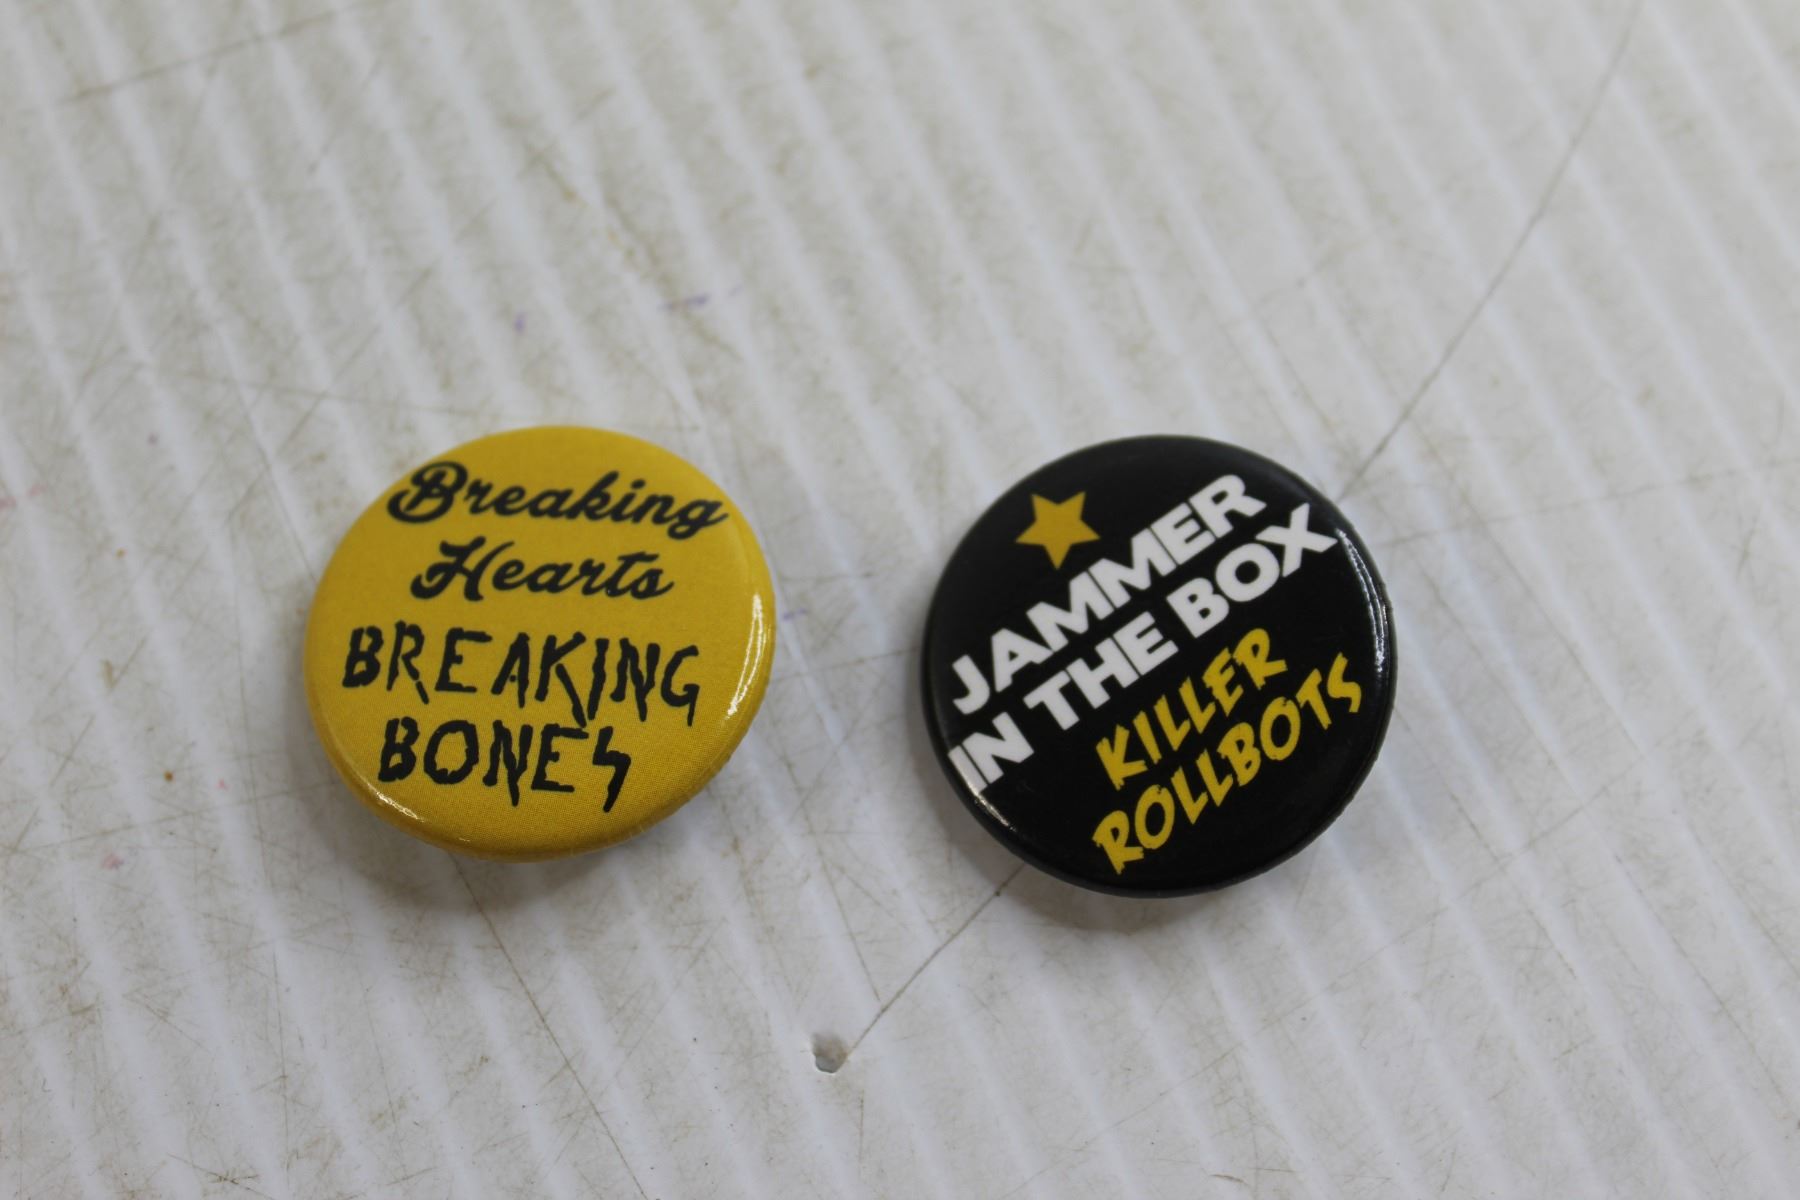 Breaking
Hearts
BREAKING
BONES
JAMMER
IN THE BOX
KILLER
ROLLBOTS